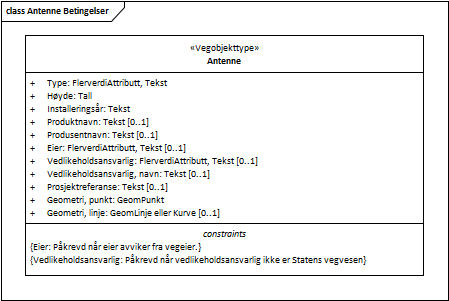 class Antenne Betingelser
«Vegobjekttype»
Antenne
+ Type: FlerverdiAttributt, Tekst
+ Høyde: Tall
+ Installeringsår: Tekst
+ Produktnavn: Tekst [0..1]
+ Produsentnavn: Tekst [0..1]
+ Eier: FlerverdiAttributt, Tekst [0..1]
+ Vedlikeholdsansvarlig: FlerverdiAttributt, Tekst [0..1]
+ Vedlikeholdsansvarlig, navn: Tekst [0..1]
+ Prosjektreferanse: Tekst [0..1]
+ Geometri, punkt: GeomPunkt
+ Geometri, linje: GeomLinje eller Kurve [0..1]
constraints
{Eier: Påkrevd når eier avviker fra vegeier.}
{Vedlikeholdsansvarlig: Påkrevd når vedlikeholdsansvarlig ikke er Statens vegvesen}